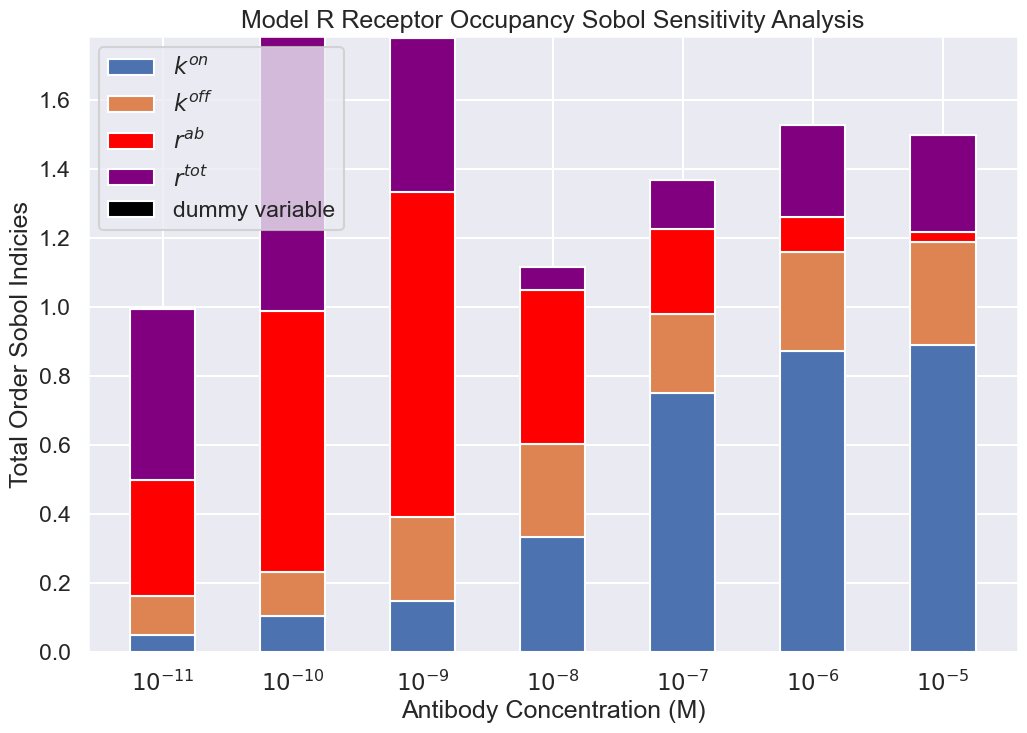 Model R Receptor Occupancy Sobol Sensitivity Analysis
k^{on}
k^{off}
r^{ab}
r^{tot}
dummy variable
Total Order Sobol Indicies
1.6
1.4
1.2
1.0
0.8
0.6
0.4
0.2
0.0
10^{−11} 10^{−10} 10^{−9} 10^{−8} 10^{−7} 10^{−6} 10^{−5}
Antibody Concentration (M)